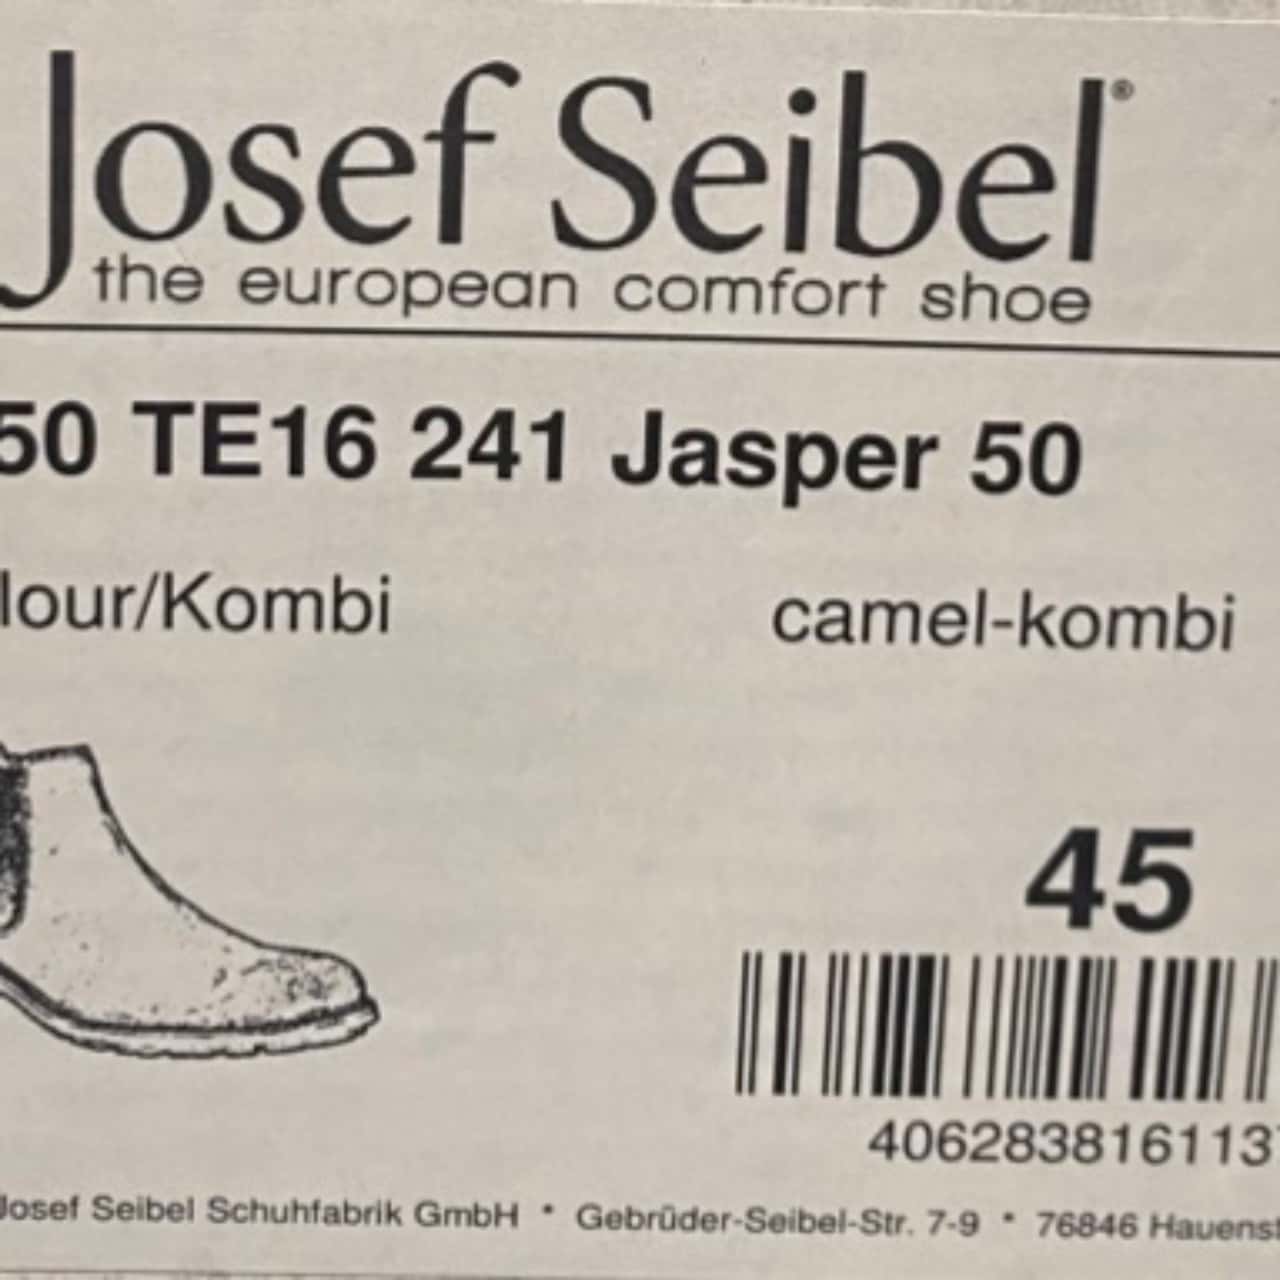 Josef Seibel®
the european comfort shoe
50 TE16 241 Jasper 50
lour/Kombi
camel-kombi
45
406283816113
Josef Seibel Schuhfabrik GmbH * Gebrüder-Seibel-Str. 7-9 * 76846 Hauenst